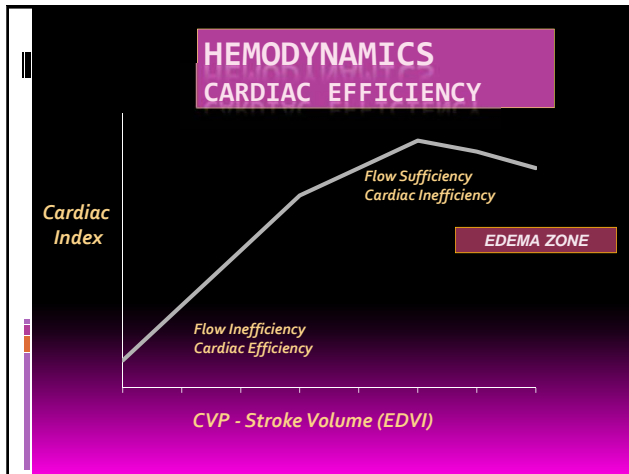 HEMODYNAMICS
CARDIAC EFFICIENCY
Flow Sufficiency
Cardiac Inefficiency
Cardiac
Index
EDEMA ZONE
Flow Inefficiency
Cardiac Efficiency
CVP - Stroke Volume (EDVI)